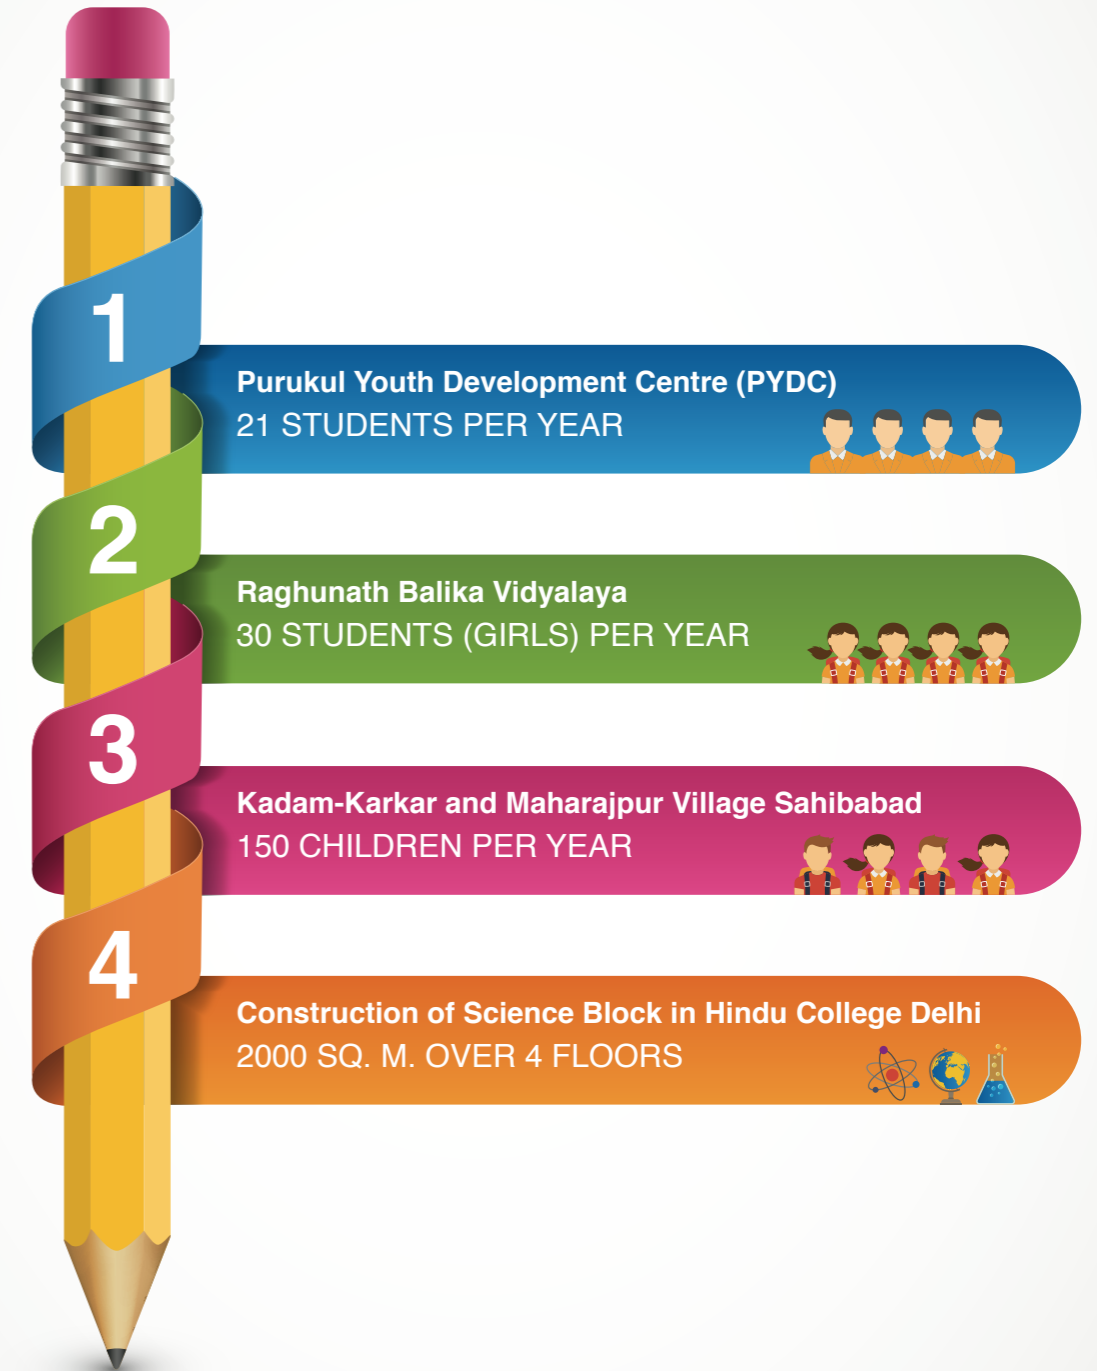 1
Purukul Youth Development Centre (PYDC)
21 STUDENTS PER YEAR
2
Raghunath Balika Vidyalaya
30 STUDENTS (GIRLS) PER YEAR
3
Kadam-Karkar and Maharajpur Village Sahibabad
150 CHILDREN PER YEAR
4
Construction of Science Block in Hindu College Delhi
2000 SQ. M. OVER 4 FLOORS